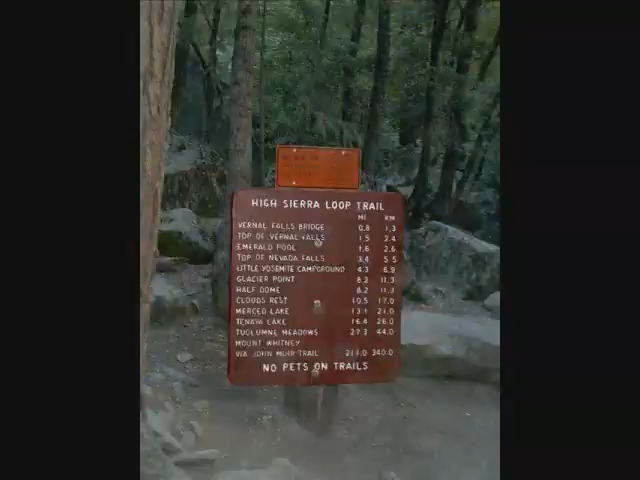 HIGH SIERRA LOOP TRAIL
MI KM
VERNAL FALLS BRIDGE 0.8 1.3
TOP OF VERNAL FALLS 1.5 2.4
EMERALD POOL 1.6 2.6
TOP OF NEVADA FALLS 3.4 5.5
LITTLE YOSEMITE CAMPGROUND 4.3 6.9
GLACIER POINT 8.2 11.3
HALF DOME 8.2 11.3
CLOUDS REST 10.5 17.0
MERCED LAKE 13.1 21.0
TENAYA LAKE 16.4 26.0
TUOLUMNE MEADOWS 27.3 44.0
MOUNT WHITNEY
VIA JOHN MUIR TRAIL 211.0 340.0
NO PETS ON TRAILS